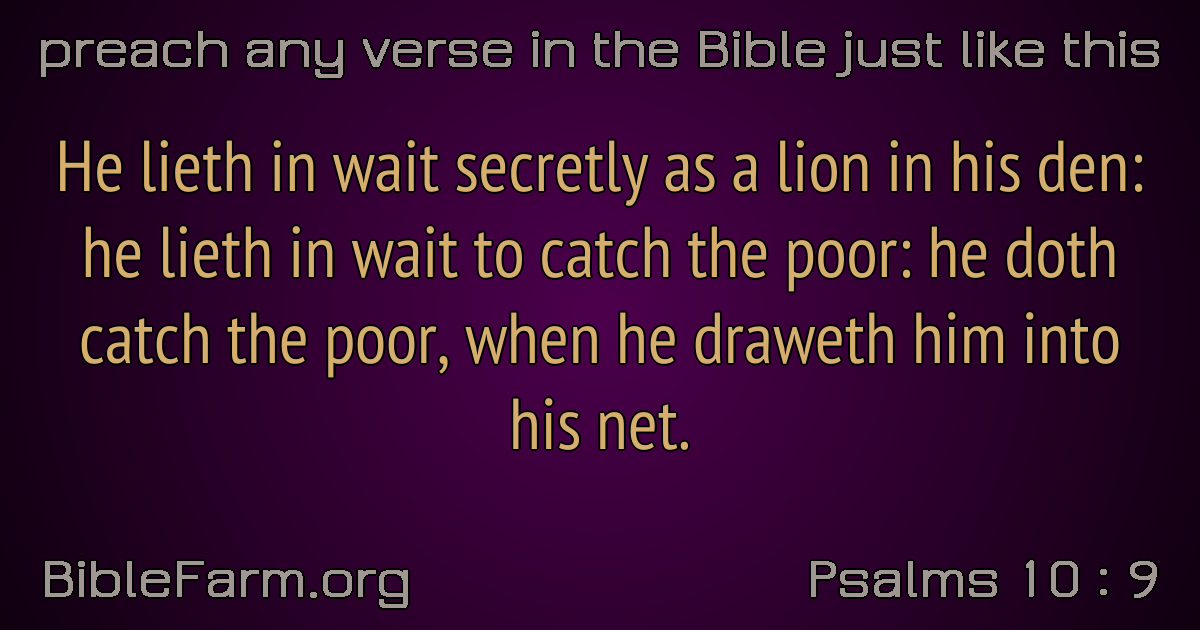 preach any verse in the Bible just like this
He lieth in wait secretly as a lion in his den:
he lieth in wait to catch the poor: he doth
catch the poor, when he draweth him into
his net.
BibleFarm.org
Psalms 10 : 9